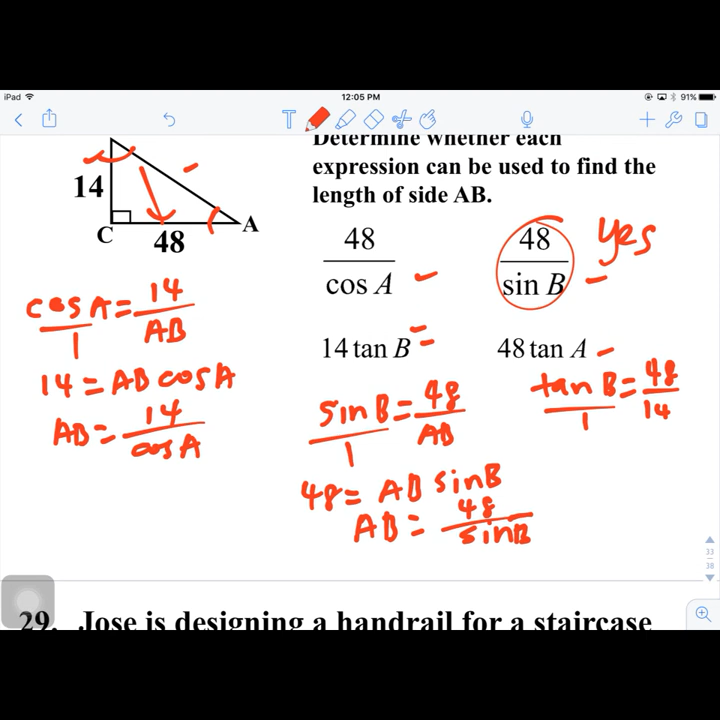 iPad 12:05 PM 91%
T
Determine whether each
expression can be used to find the
length of side AB.
14
C 48 A
48
cos A
48
sin B
yes
14 tan B
48 tan A
cos A = 14
1 AB
14 = AB cos A
AB = 14
cos A
sin B = 48
1 AB
48 = AB sin B
AB = 48
sin B
tan B = 48
1 14
33
38
29. Jose is designing a handrail for a staircase